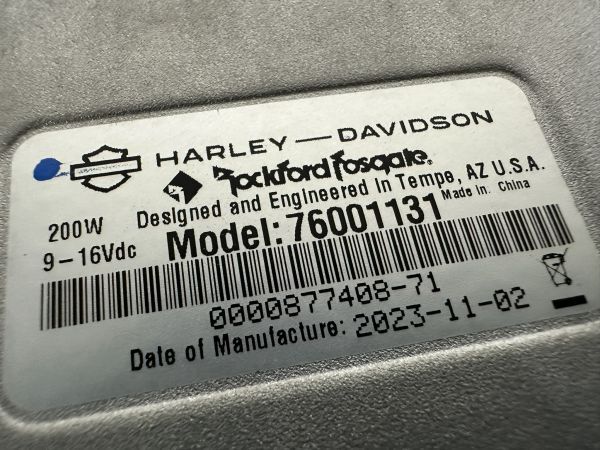 HARLEY—DAVIDSON
Rockford Fosgate®
Designed and Engineered In Tempe, AZ U.S.A.
200W
Made in China
9-16Vdc
Model:76001131
0000877408-71
Date of Manufacture: 2023-11-02